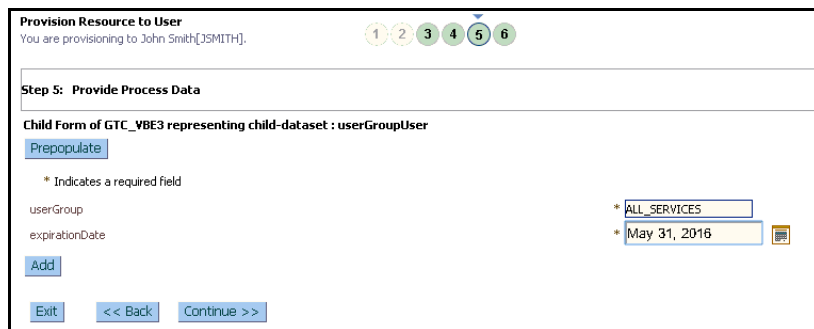 Provision Resource to User
You are provisioning to John Smith[JSMITH].
1 2 3 4 5 6
Step 5: Provide Process Data
Child Form of GTC_VBE3 representing child-dataset : userGroupUser
Prepopulate
* Indicates a required field
userGroup * ALL_SERVICES
expirationDate * May 31, 2016
Add
Exit << Back Continue >>